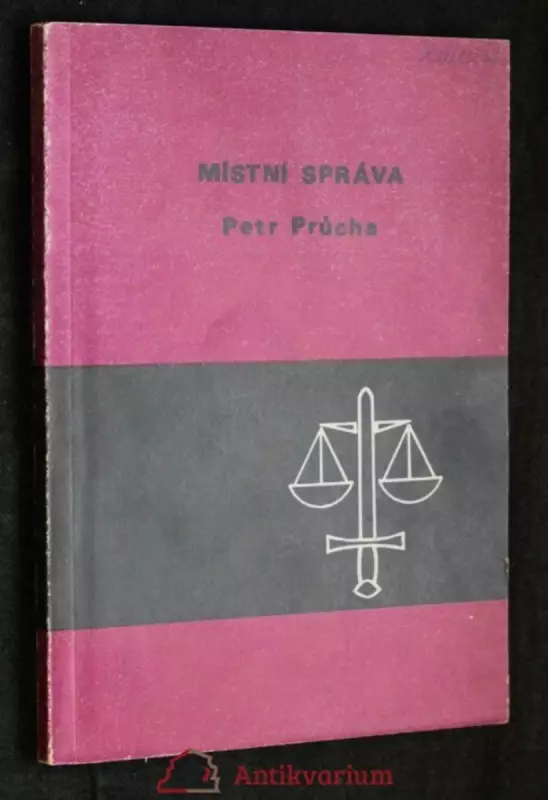 MÍSTNÍ SPRÁVA
Petr Průcha
Antikvarium